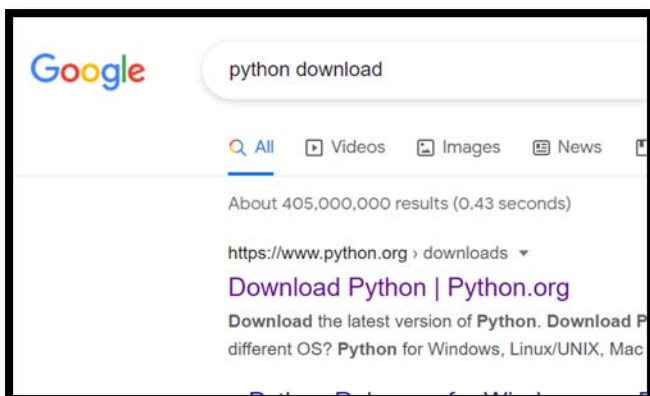 Google
python download
All Videos Images News
About 405,000,000 results (0.43 seconds)
https://www.python.org › downloads
Download Python | Python.org
Download the latest version of Python. Download P
different OS? Python for Windows, Linux/UNIX, Mac